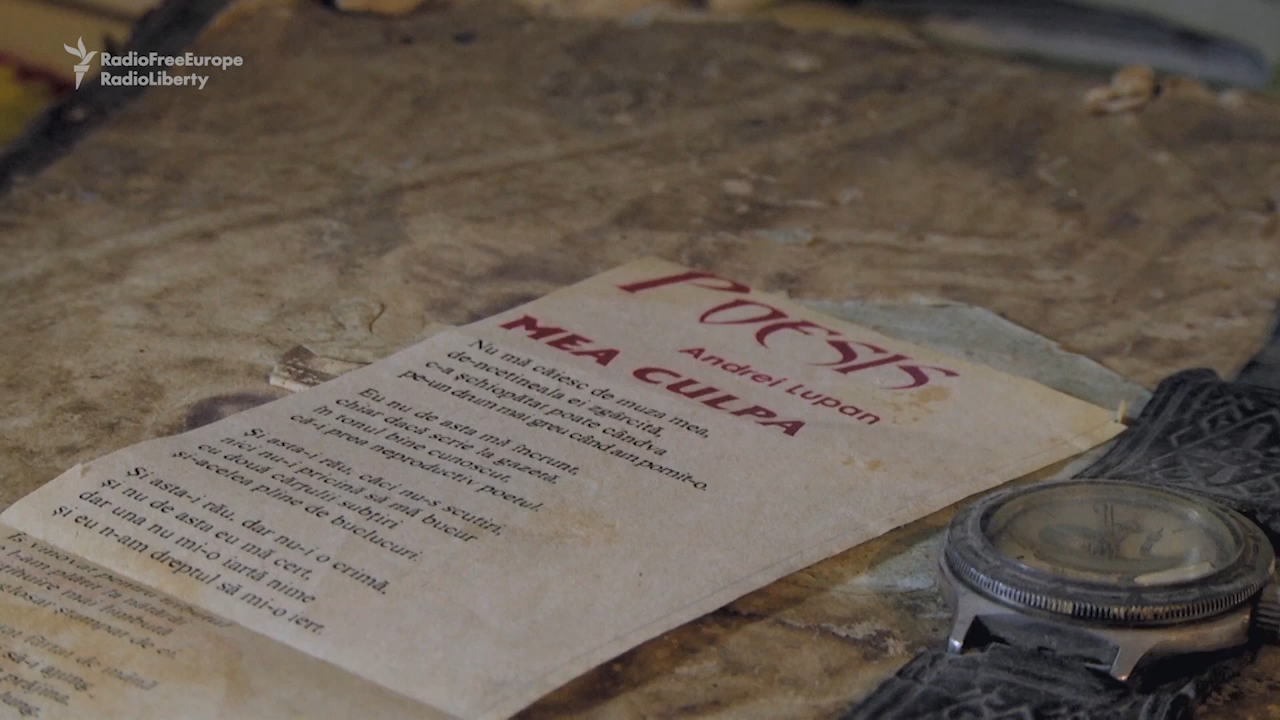 RadioFreeEurope
RadioLiberty
POESIS
Andrei Lupan
MEA CULPA
Nu mă căiesc de muza mea,
de-ncetineala ei zgârcită,
c-a șchiopătat poate cândva
pe-un drum mai greu când am pornit-o.
Eu nu de asta mă încrunt,
chiar dacă scrie la gazetă,
în tonul bine cunoscut,
că-i prea neproductiv poetul.
Și asta-i rău, căci nu-s scutiri,
nici nu-i pricină să mă bucur
cu două cărțulii subțiri
și-acelea pline de buclucuri.
Și asta-i rău, dar nu-i o crimă,
și nu de asta eu mă cert,
dar una nu mi-o iartă nime
și eu n-am dreptul să mi-o iert.